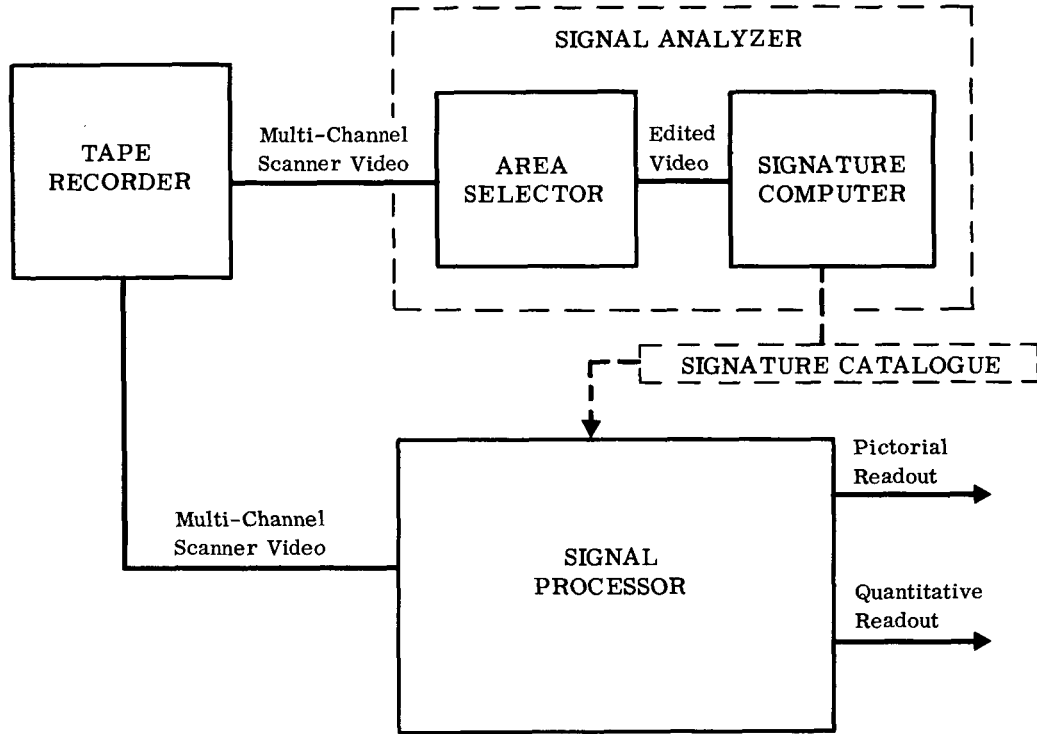 SIGNAL ANALYZER
TAPE
RECORDER
Multi-Channel
Scanner Video
AREA
SELECTOR
Edited
Video
SIGNATURE
COMPUTER
SIGNATURE CATALOGUE
Multi-Channel
Scanner Video
SIGNAL
PROCESSOR
Pictorial
Readout
Quantitative
Readout